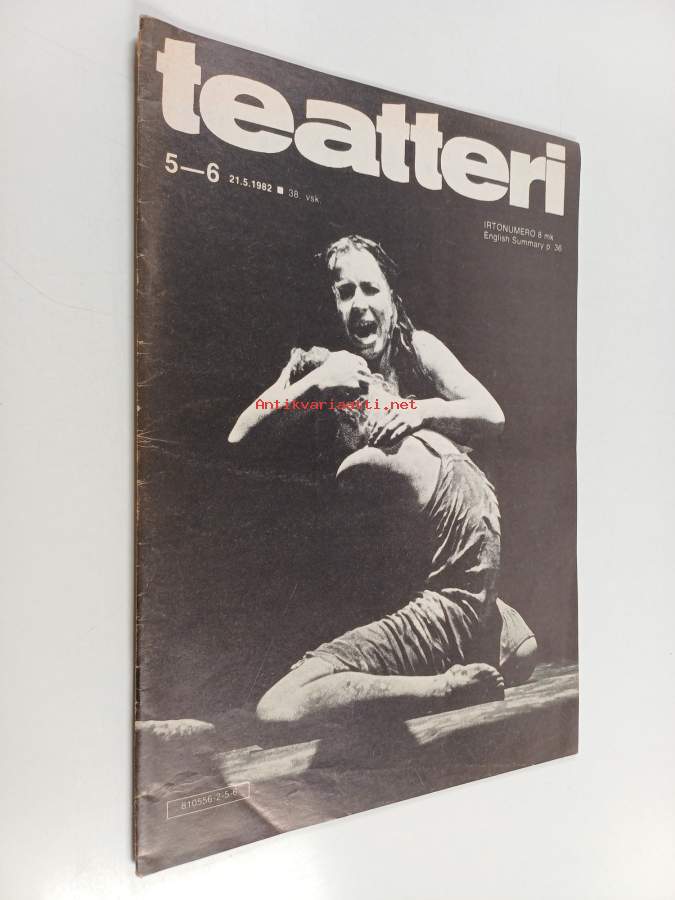 teatteri
5—6 21.5.1982 ■ 38. vsk
IRTONUMERO 8 mk
English Summary p. 36
Antikvariaatti.net
810556-2-5-6